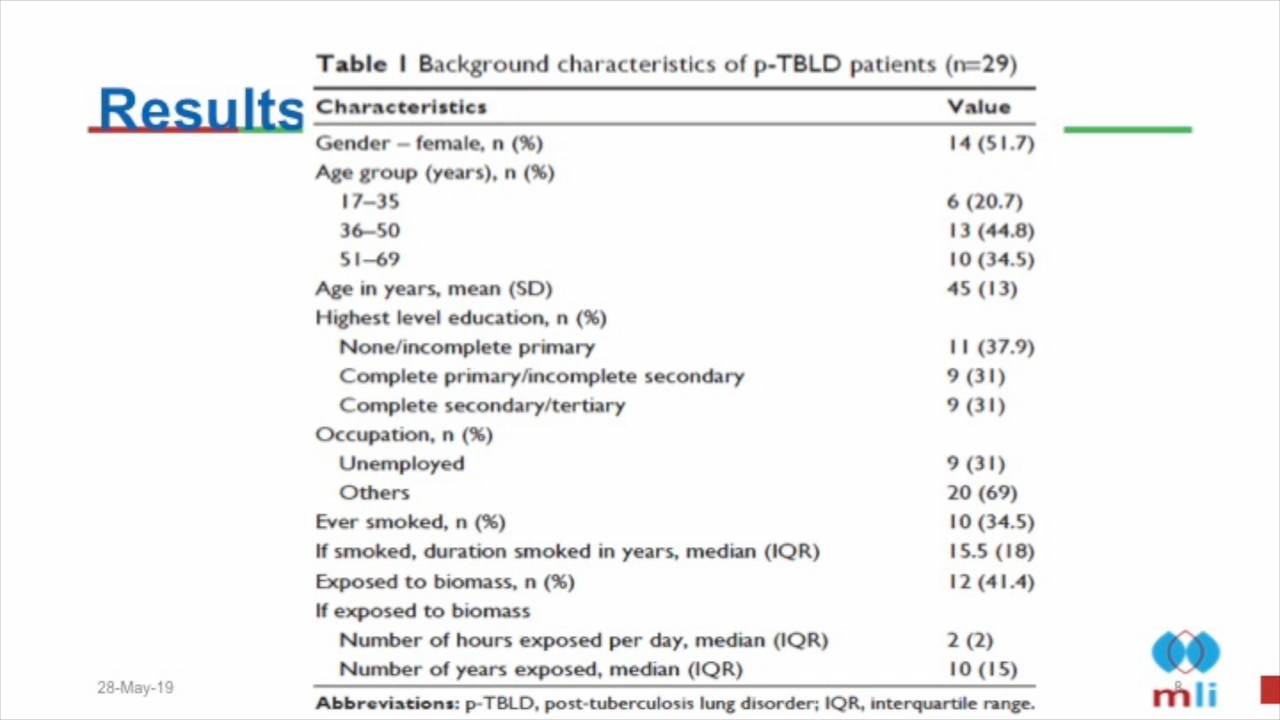 Results
Table 1 Background characteristics of p-TBLD patients (n=29)
Characteristics Value
Gender – female, n (%) 14 (51.7)
Age group (years), n (%)
17–35 6 (20.7)
36–50 13 (44.8)
51–69 10 (34.5)
Age in years, mean (SD) 45 (13)
Highest level education, n (%)
None/incomplete primary 11 (37.9)
Complete primary/incomplete secondary 9 (31)
Complete secondary/tertiary 9 (31)
Occupation, n (%)
Unemployed 9 (31)
Others 20 (69)
Ever smoked, n (%) 10 (34.5)
If smoked, duration smoked in years, median (IQR) 15.5 (18)
Exposed to biomass, n (%) 12 (41.4)
If exposed to biomass
Number of hours exposed per day, median (IQR) 2 (2)
Number of years exposed, median (IQR) 10 (15)
Abbreviations: p-TBLD, post-tuberculosis lung disorder; IQR, interquartile range.
28-May-19
8
mli